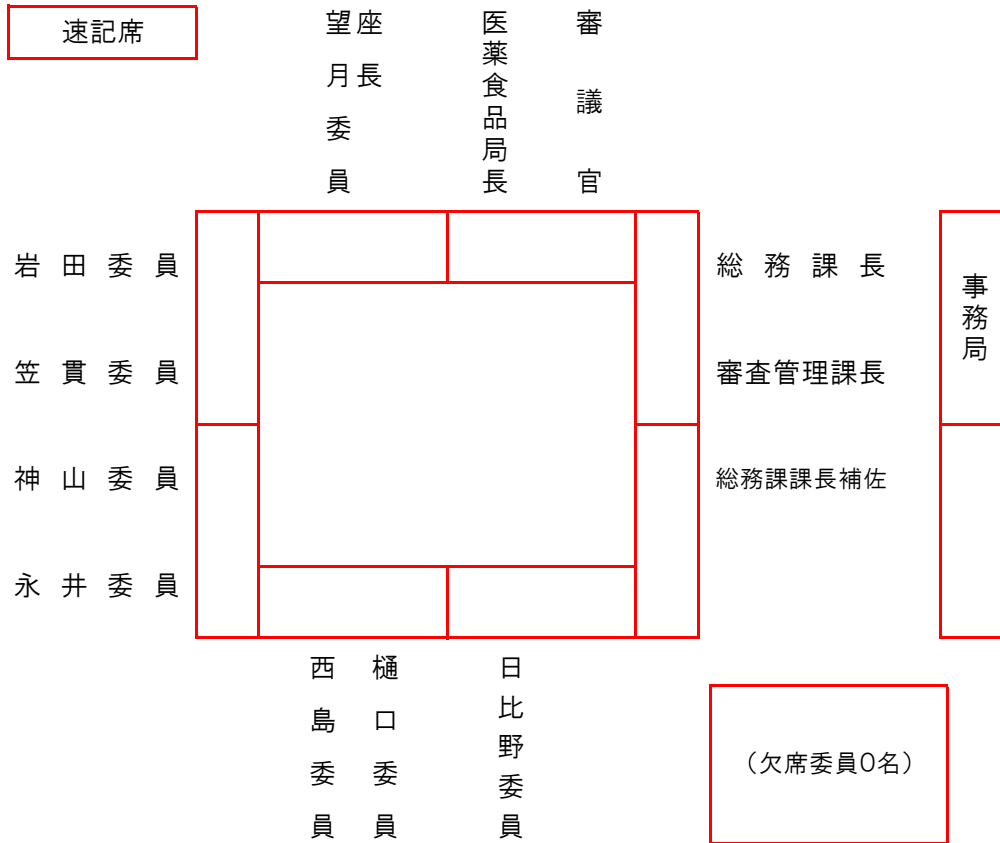 速記席
座長
望月委員
医薬食品局長
審議官
岩田委員
総務課長
事務局
笠貫委員
審査管理課長
神山委員
総務課課長補佐
永井委員
西島委員
樋口委員
日比野委員
（欠席委員0名）